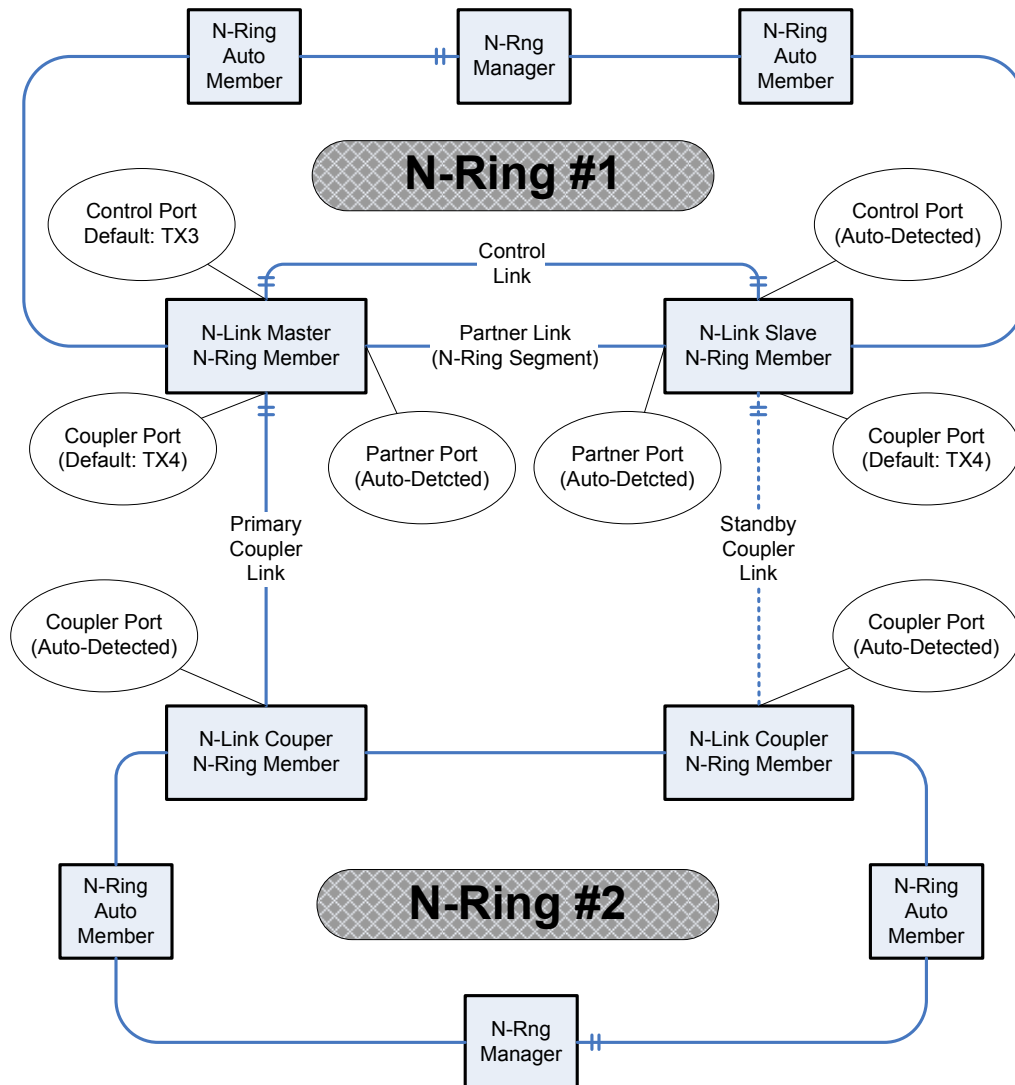 N-Ring
Auto
Member
N-Rng
Manager
N-Ring
Auto
Member
N-Ring #1
Control Port
Default: TX3
Control Port
(Auto-Detected)
Control
Link
N-Link Master
N-Ring Member
Partner Link
(N-Ring Segment)
N-Link Slave
N-Ring Member
Coupler Port
(Default: TX4)
Partner Port
(Auto-Detcted)
Partner Port
(Auto-Detcted)
Coupler Port
(Default: TX4)
Primary
Coupler
Link
Standby
Coupler
Link
Coupler Port
(Auto-Detected)
Coupler Port
(Auto-Detected)
N-Link Couper
N-Ring Member
N-Link Coupler
N-Ring Member
N-Ring
Auto
Member
N-Ring #2
N-Ring
Auto
Member
N-Rng
Manager